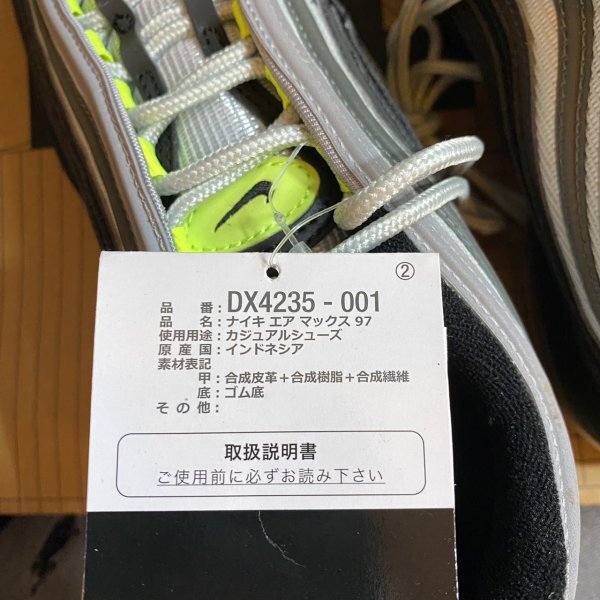 ②
品番:DX4235-001
品名:ナイキ エア マックス 97
使用用途:カジュアルシューズ
原産国:インドネシア
素材表記
甲:合成皮革+合成樹脂+合成繊維
底:ゴム底
その他:
取扱説明書
ご使用前に必ずお読み下さい